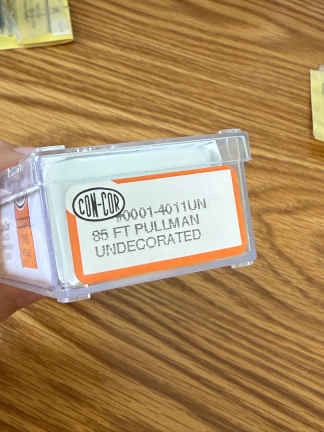 CON-COR
#0001-4011UN
85 FT PULLMAN
UNDECORATED